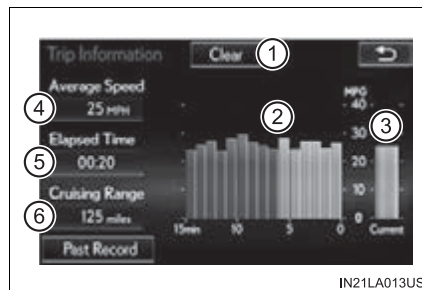 Trip Information
Clear
1
Average Speed
4
25 MPH
Elapsed Time
5
00:20
Cruising Range
6
125 miles
Past Record
2
MPG
40
3
30
20
10
0
15min
10
5
0
Current
IN21LA013US